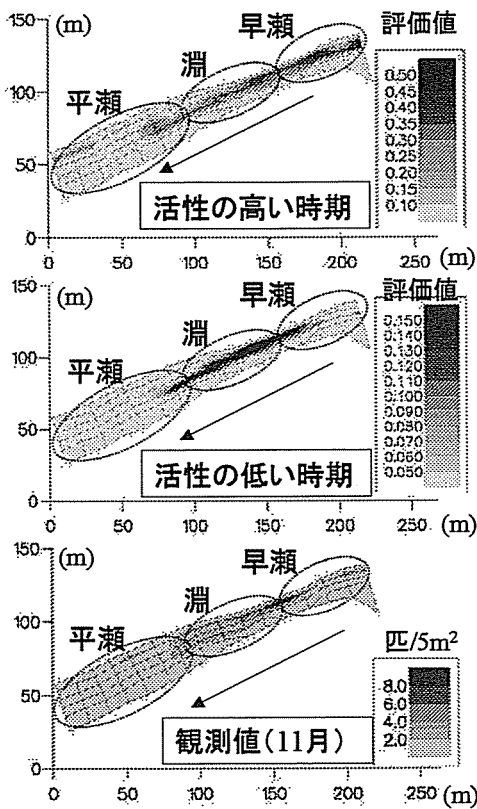 150 (m) 早瀬 評価値
淵
100 平瀬
50
0
0.50
0.45
0.40
0.35
0.30
0.25
0.20
0.15
0.10
活性の高い時期
0 50 100 150 200 250 (m)
150 (m) 早瀬 評価値
淵
100 平瀬
50
0
0.150
0.140
0.130
0.120
0.110
0.100
0.090
0.080
0.070
0.060
0.050
活性の低い時期
0 50 100 150 200 250 (m)
150 (m) 早瀬
淵
100 平瀬
50
0
匹/5m²
8.0
6.0
4.0
2.0
観測値(11月)
0 50 100 150 200 250 (m)